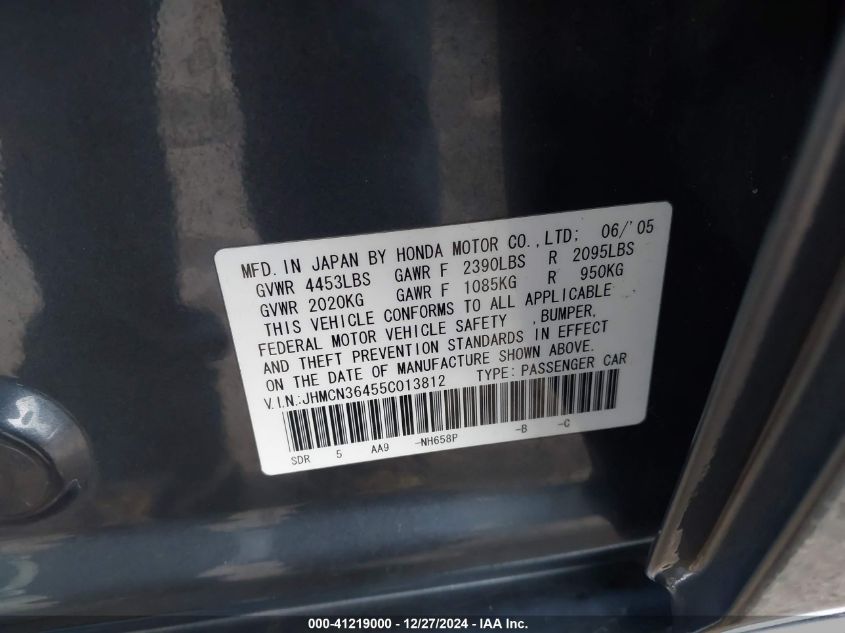 MFD. IN JAPAN BY HONDA MOTOR CO.,LTD; 06/'05
GVWR 4453LBS GAWR F 2390LBS R 2095LBS
GVWR 2020KG GAWR F 1085KG R 950KG
THIS VEHICLE CONFORMS TO ALL APPLICABLE
FEDERAL MOTOR VEHICLE SAFETY ,BUMPER,
AND THEFT PREVENTION STANDARDS IN EFFECT
ON THE DATE OF MANUFACTURE SHOWN ABOVE.
V.I.N.:JHMCN36455C013812 TYPE: PASSENGER CAR
SDR 5 AA9 -NH658P -B -C
000-41219000 - 12/27/2024 - IAA Inc.